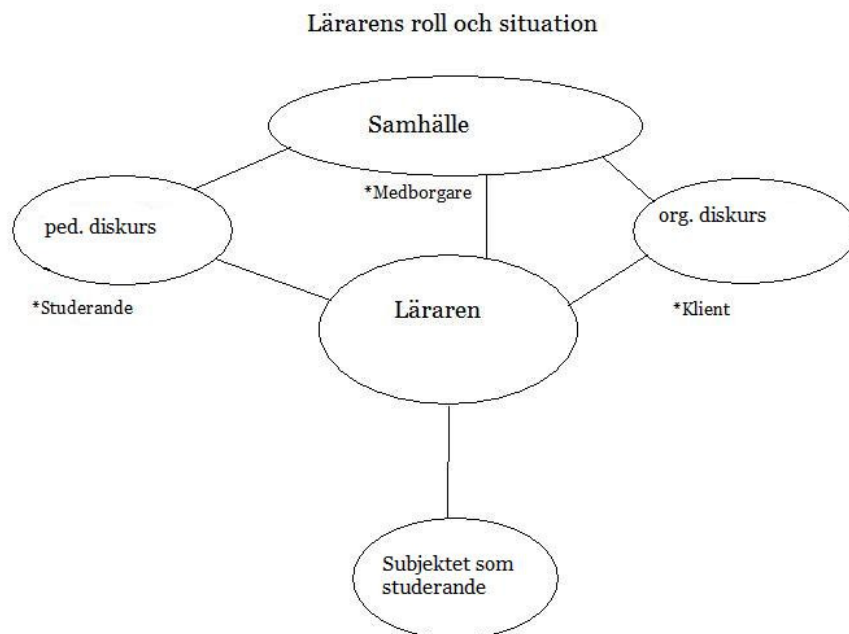 Lärarens roll och situation
Samhälle
*Medborgare
ped. diskurs
org. diskurs
*Studerande
Läraren
*Klient
Subjektet som
studerande